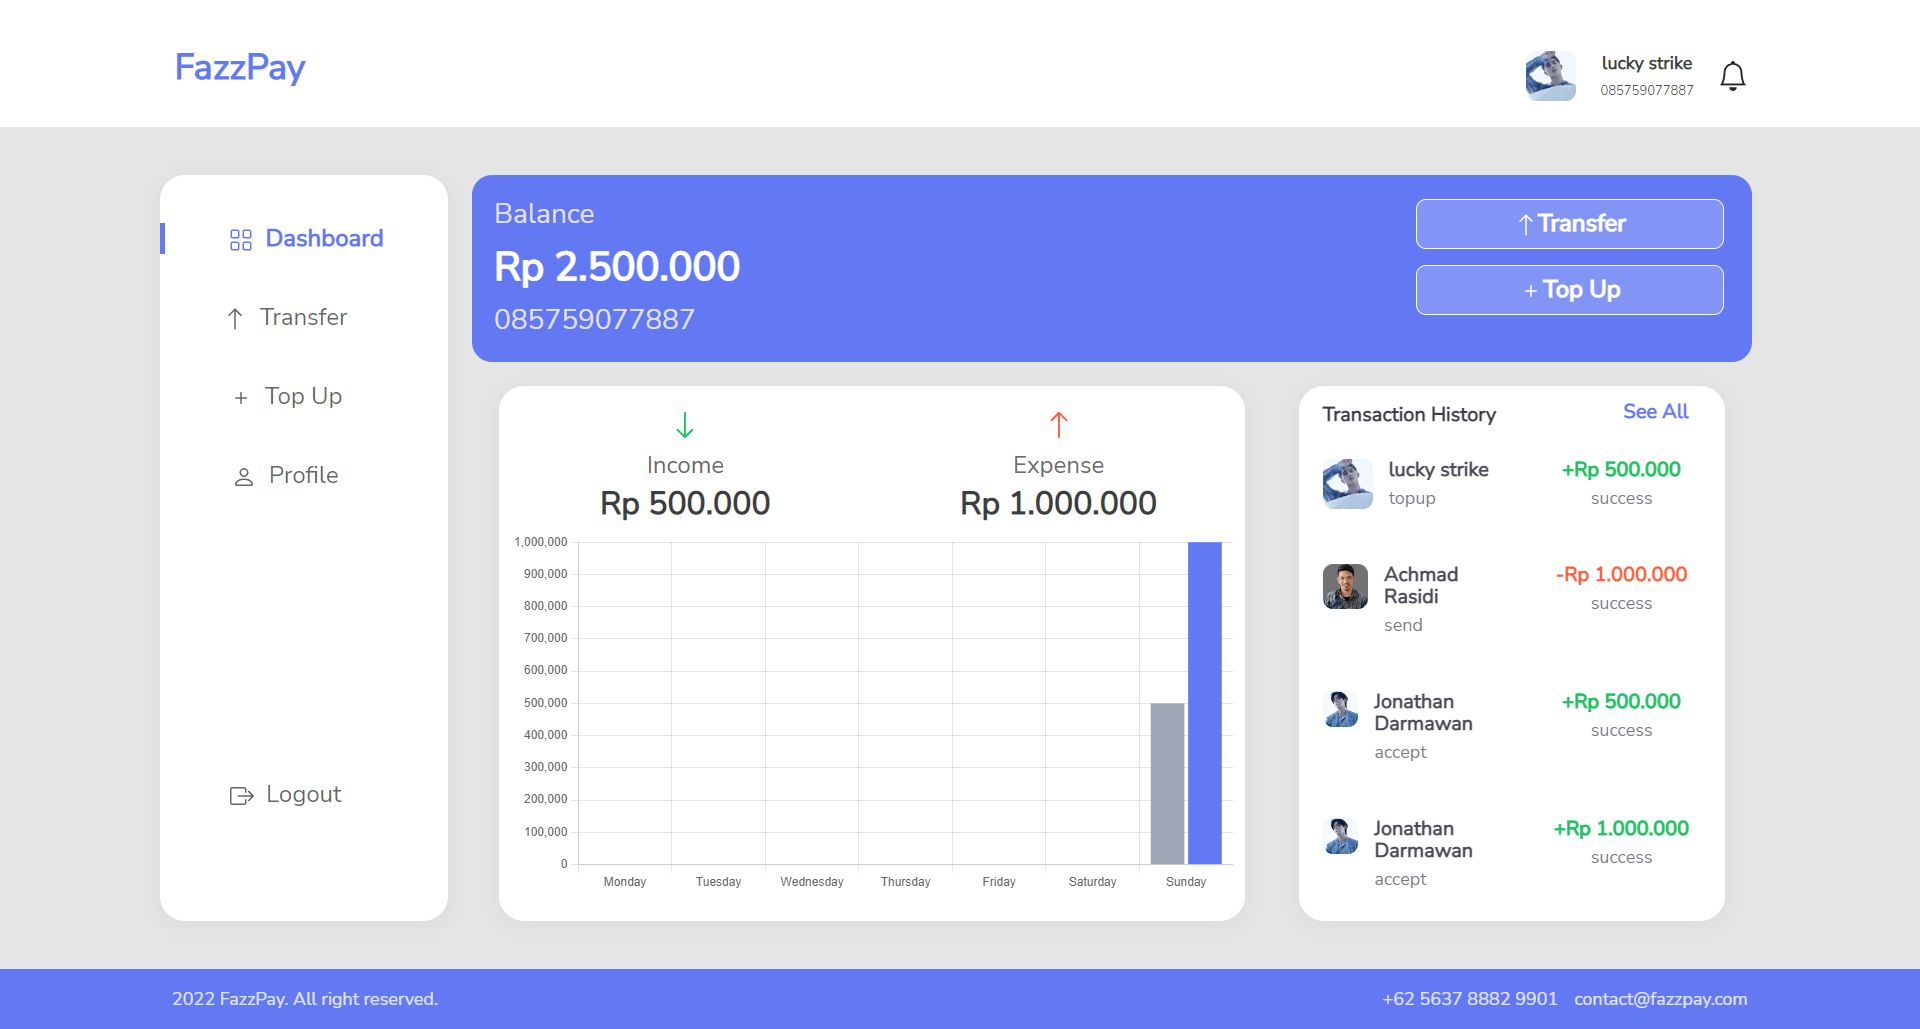 FazzPay
lucky strike
085759077887
Dashboard
Transfer
Top Up
Profile
Logout
Balance
Rp 2.500.000
085759077887
Transfer
+ Top Up
Income
Rp 500.000
Expense
Rp 1.000.000
1,000,000
900,000
800,000
700,000
600,000
500,000
400,000
300,000
200,000
100,000
0
Monday Tuesday Wednesday Thursday Friday Saturday Sunday
Transaction History See All
lucky strike +Rp 500.000
topup success
Achmad -Rp 1.000.000
Rasidi success
send
Jonathan +Rp 500.000
Darmawan success
accept
Jonathan +Rp 1.000.000
Darmawan success
accept
2022 FazzPay. All right reserved. +62 5637 8882 9901 contact@fazzpay.com